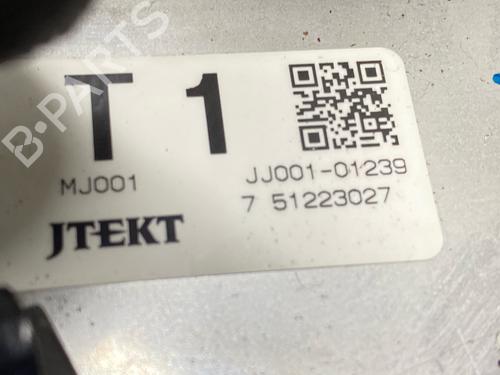 B-PARTS
T 1
MJ001
JJ001-01239
7 51223027
JTEKT